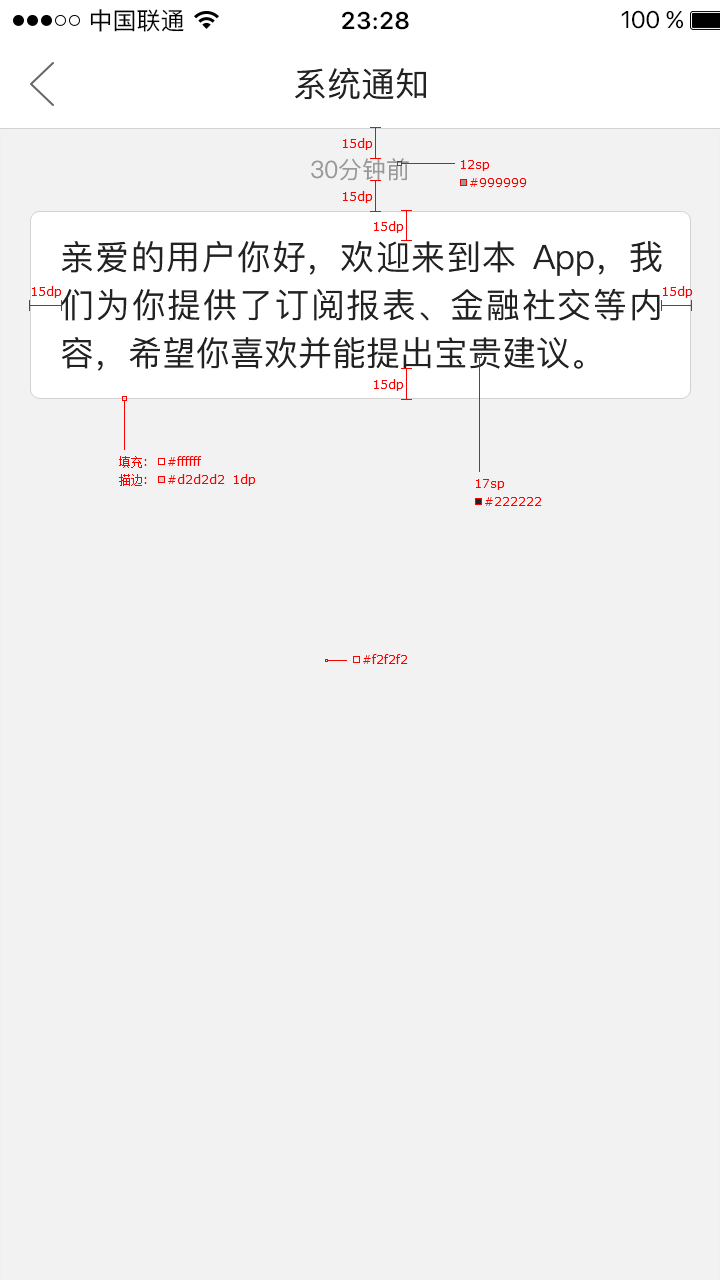 中国联通 23:28 100 %
系统通知
15dp
30分钟前
12sp
#999999
15dp
15dp
亲爱的用户你好，欢迎来到本 App，我
15dp
15dp
们为你提供了订阅报表、金融社交等内
容，希望你喜欢并能提出宝贵建议。
15dp
填充： #ffffff
描边： #d2d2d2 1dp
17sp
#222222
#f2f2f2